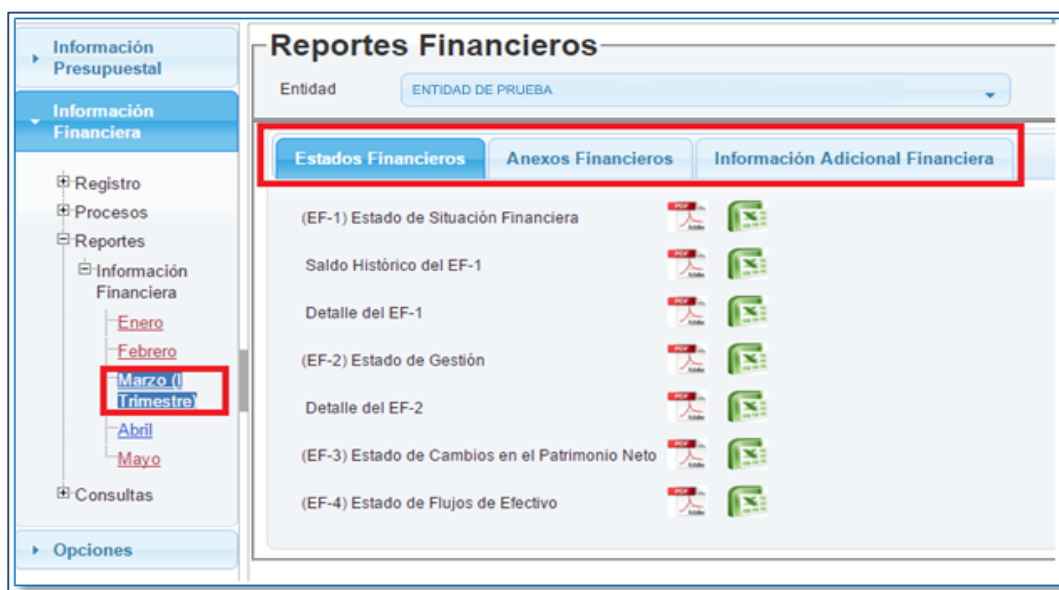 Información
Presupuestal
Información
Financiera
Registro
Procesos
Reportes
Información
Financiera
Enero
Febrero
Marzo (I
Trimestre)
Abril
Mayo
Consultas
Opciones
Reportes Financieros
Entidad
ENTIDAD DE PRUEBA
Estados Financieros
Anexos Financieros
Información Adicional Financiera
(EF-1) Estado de Situación Financiera
Saldo Histórico del EF-1
Detalle del EF-1
(EF-2) Estado de Gestión
Detalle del EF-2
(EF-3) Estado de Cambios en el Patrimonio Neto
(EF-4) Estado de Flujos de Efectivo